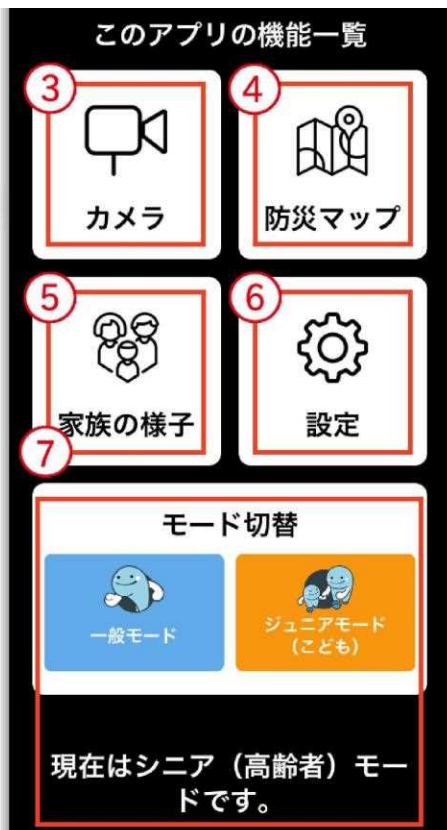 このアプリの機能一覧
③
④
カメラ
防災マップ
⑤
⑥
家族の様子
設定
⑦
モード切替
一般モード
ジュニアモード
(こども)
現在はシニア（高齢者）モー
ドです。